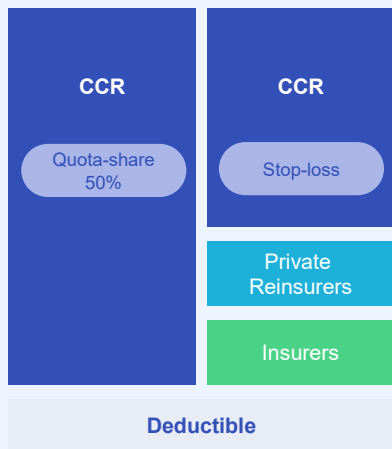 CCR
Quota-share
50%
CCR
Stop-loss
Private
Reinsurers
Insurers
Deductible